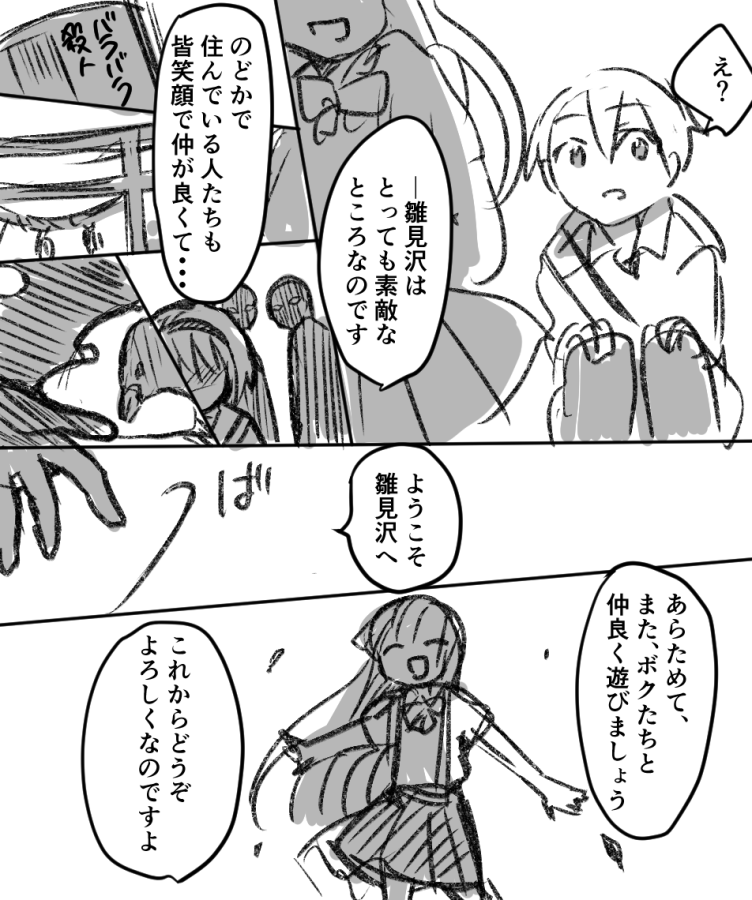 え？
―雛見沢は
とっても素敵な
ところなのです
のどかで
住んでいる人たちも
皆笑顔で仲が良くて・・・
バラバラ
殺人
ようこそ
雛見沢へ
ばっ
あらためて、
また、ボクたちと
仲良く遊びましょう
これからどうぞ
よろしくなのですよ